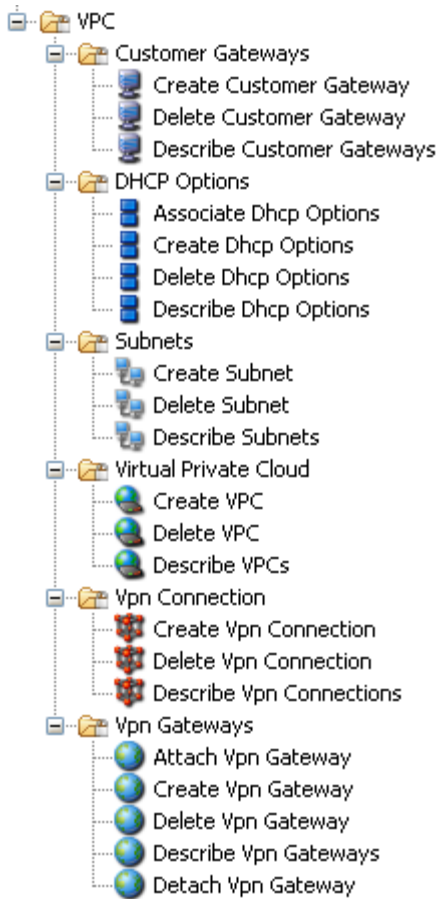 VPC
Customer Gateways
Create Customer Gateway
Delete Customer Gateway
Describe Customer Gateways
DHCP Options
Associate Dhcp Options
Create Dhcp Options
Delete Dhcp Options
Describe Dhcp Options
Subnets
Create Subnet
Delete Subnet
Describe Subnets
Virtual Private Cloud
Create VPC
Delete VPC
Describe VPCs
Vpn Connection
Create Vpn Connection
Delete Vpn Connection
Describe Vpn Connections
Vpn Gateways
Attach Vpn Gateway
Create Vpn Gateway
Delete Vpn Gateway
Describe Vpn Gateways
Detach Vpn Gateway